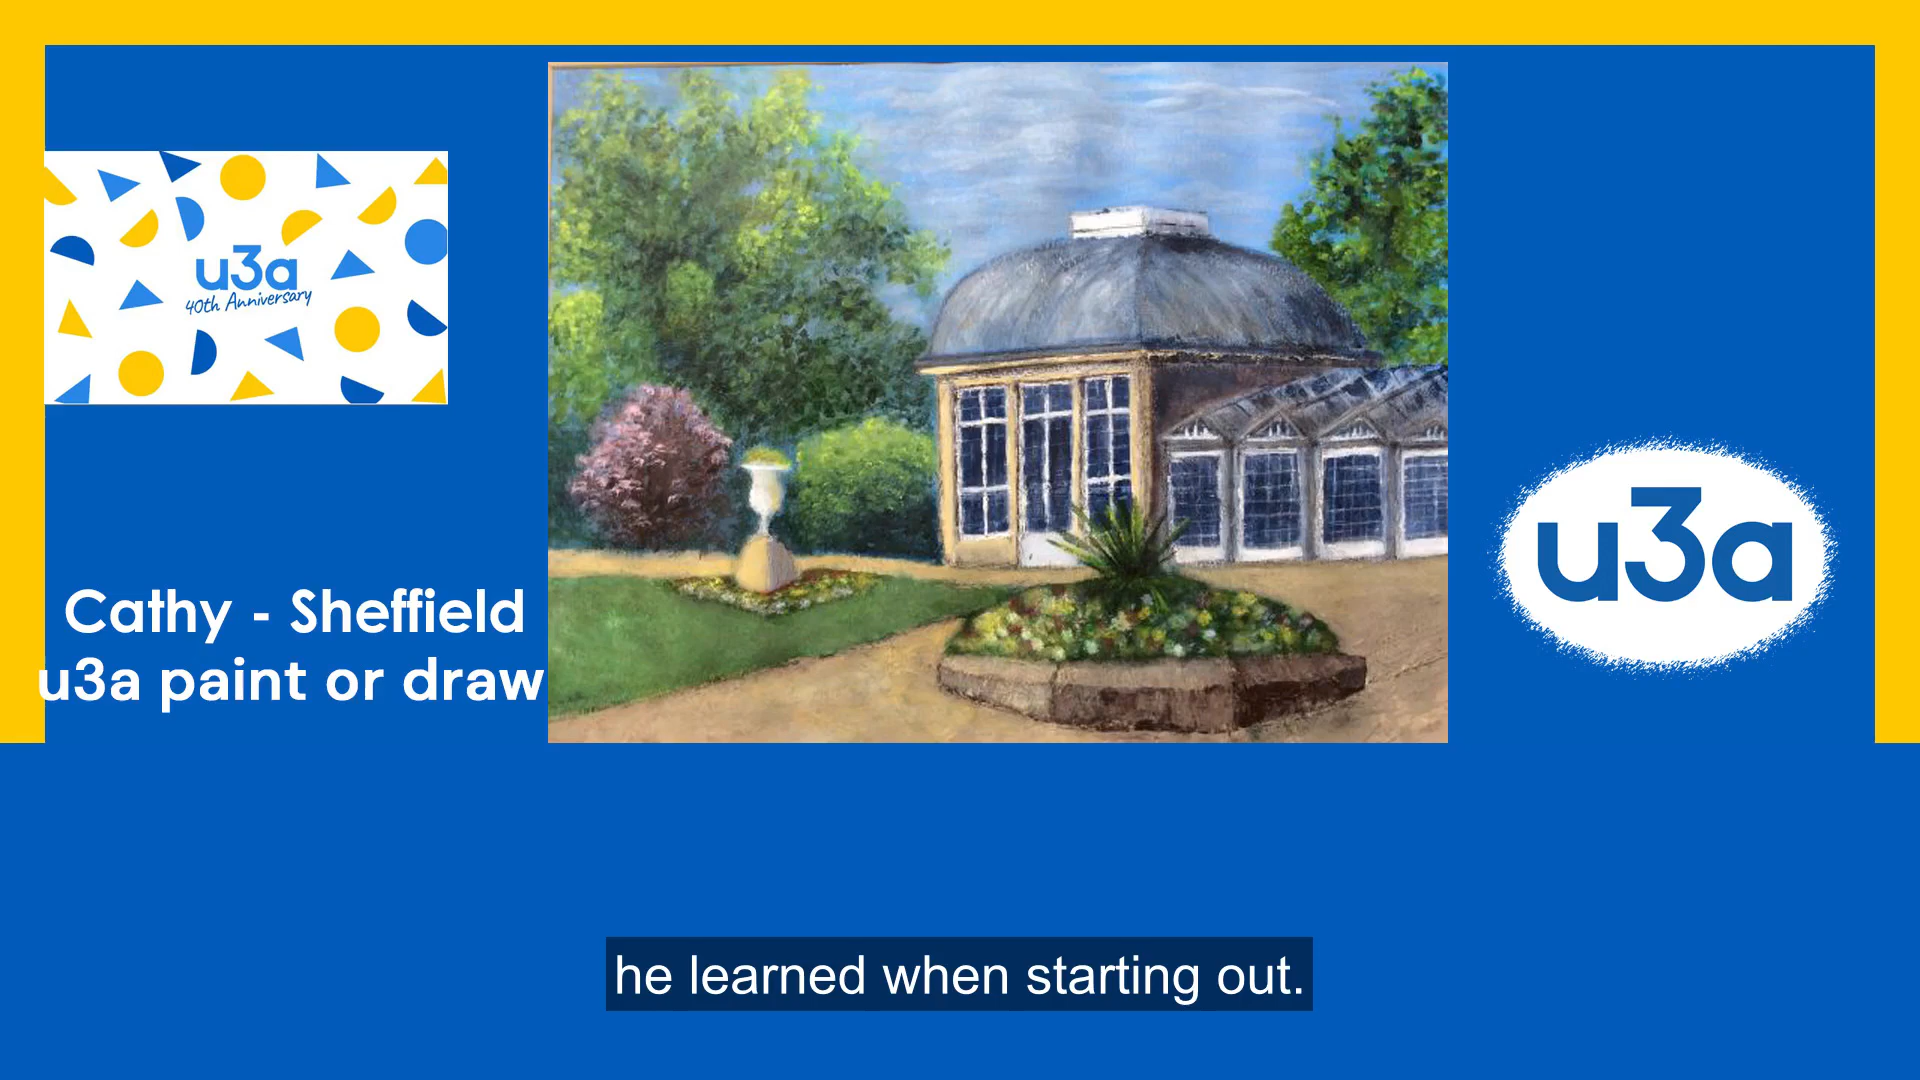 u3a
40th Anniversary
Cathy - Sheffield
u3a paint or draw
u3a
he learned when starting out.